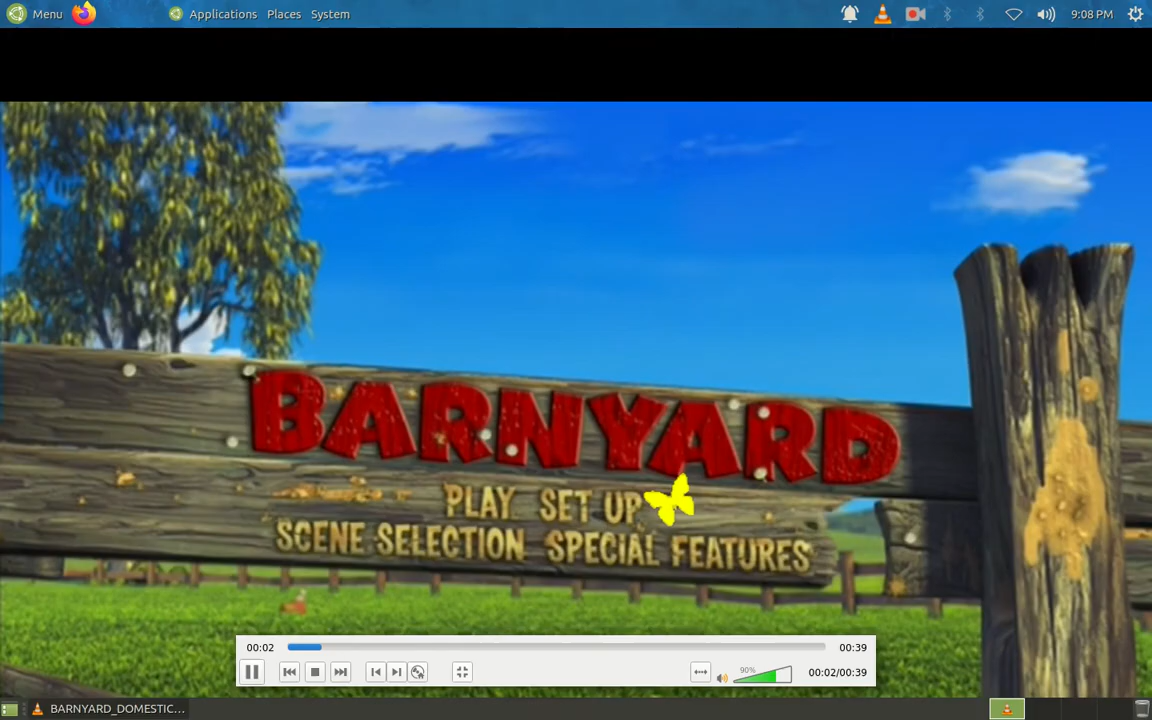 Menu Applications Places System 9:08 PM
BARNYARD
PLAY SET UP
SCENE SELECTION SPECIAL FEATURES
00:02 00:39
90% 00:02/00:39
BARNYARD_DOMESTIC...